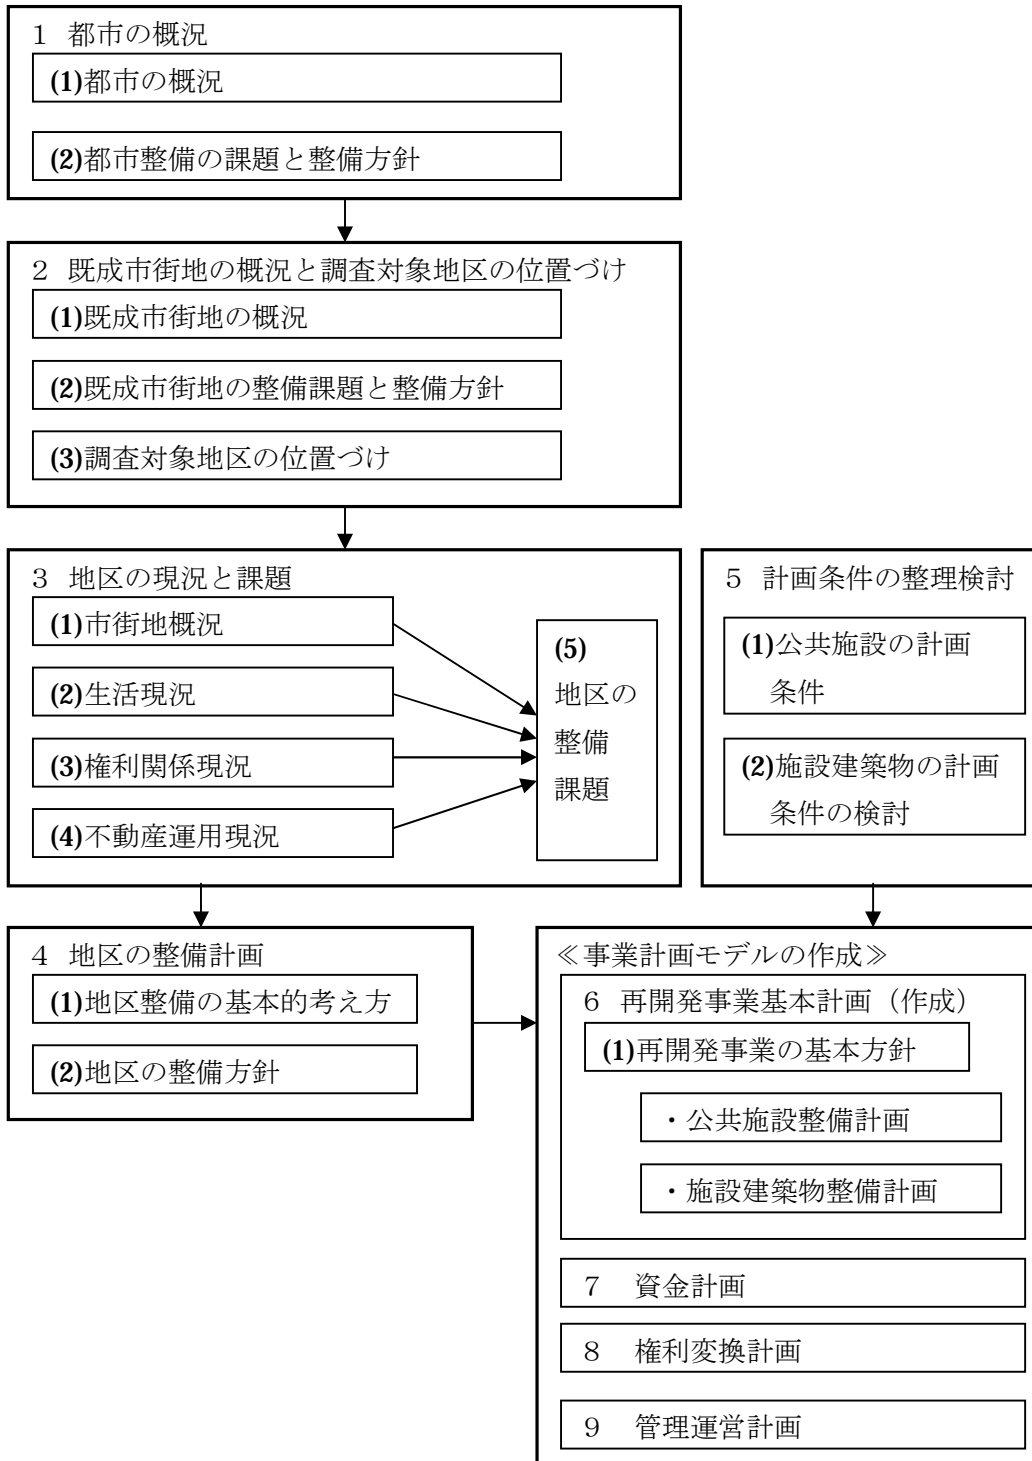 １ 都市の概況
(1)都市の概況
(2)都市整備の課題と整備方針
２ 既成市街地の概況と調査対象地区の位置づけ
(1)既成市街地の概況
(2)既成市街地の整備課題と整備方針
(3)調査対象地区の位置づけ
３ 地区の現況と課題
(1)市街地概況
(2)生活現況
(3)権利関係現況
(4)不動産運用現況
(5)
地区の
整備
課題
５ 計画条件の整理検討
(1)公共施設の計画
条件
(2)施設建築物の計画
条件の検討
４ 地区の整備計画
(1)地区整備の基本的考え方
(2)地区の整備方針
≪事業計画モデルの作成≫
６ 再開発事業基本計画（作成）
(1)再開発事業の基本方針
・公共施設整備計画
・施設建築物整備計画
７ 資金計画
８ 権利変換計画
９ 管理運営計画